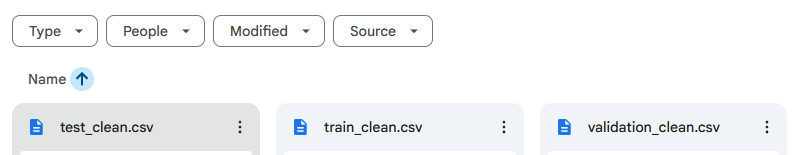 Type People Modified Source
Name
test_clean.csv train_clean.csv validation_clean.csv